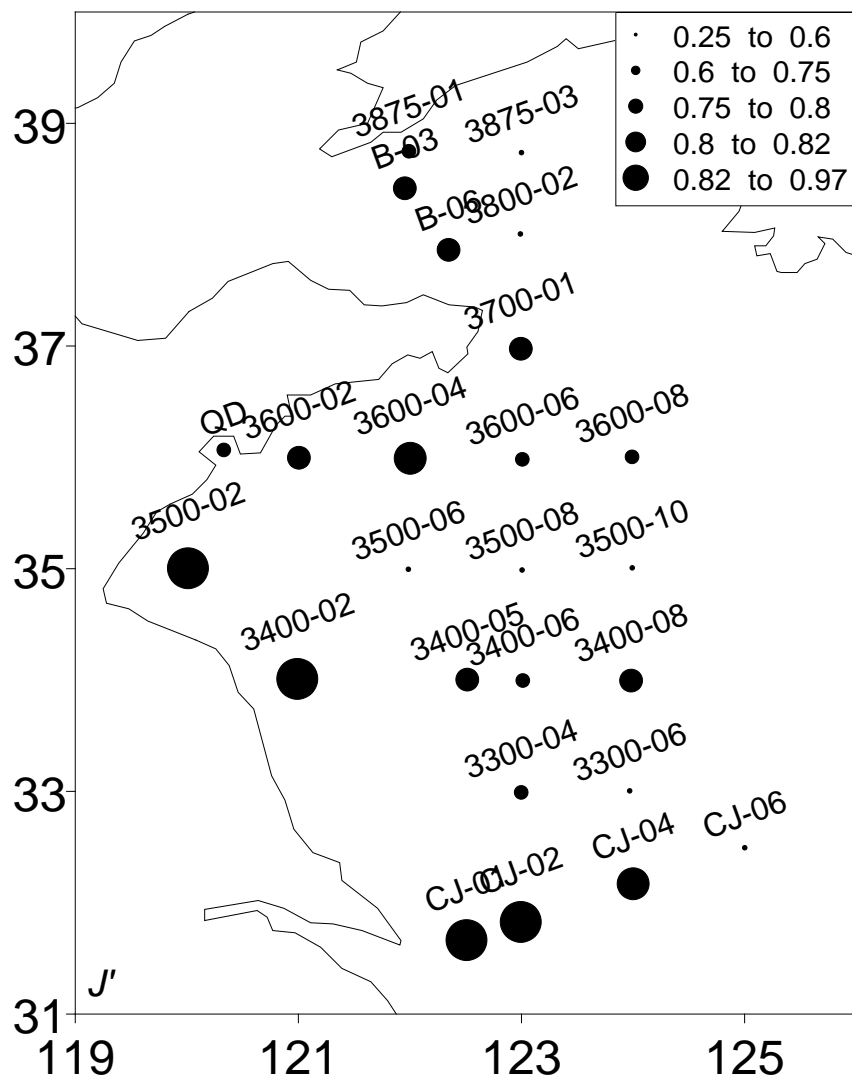 0.25 to 0.6
0.6 to 0.75
0.75 to 0.8
0.8 to 0.82
0.82 to 0.97
39
3875-01
3875-03
B-03
B-06
3800-02
3700-01
37
QD
3600-02
3600-04
3600-06
3600-08
3500-02
3500-06
3500-08
3500-10
35
3400-02
3400-05
3400-06
3400-08
3300-04
3300-06
33
CJ-01
CJ-02
CJ-04
CJ-06
J'
31
119
121
123
125